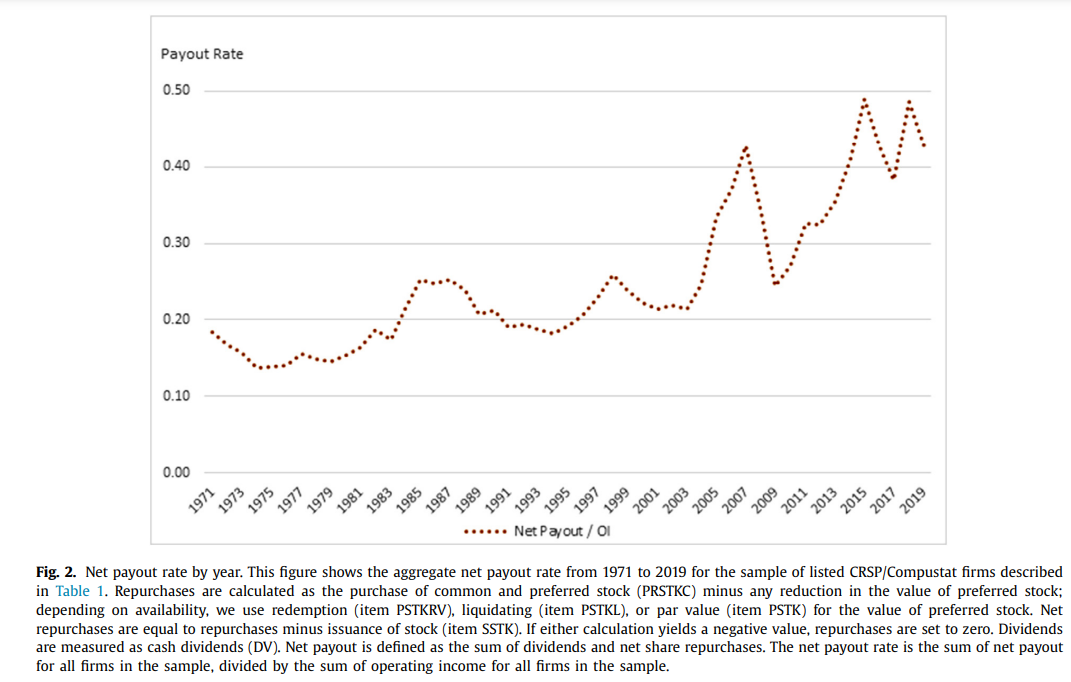 Payout Rate
0.50
0.40
0.30
0.20
0.10
0.00
1971 1973 1975 1977 1979 1981 1983 1985 1987 1989 1991 1993 1995 1997 1999 2001 2003 2005 2007 2009 2011 2013 2015 2017 2019
Net Payout / OI
Fig. 2. Net payout rate by year. This figure shows the aggregate net payout rate from 1971 to 2019 for the sample of listed CRSP/Compustat firms described
in Table 1. Repurchases are calculated as the purchase of common and preferred stock (PRSTKC) minus any reduction in the value of preferred stock;
depending on availability, we use redemption (item PSTKRV), liquidating (item PSTKL), or par value (item PSTK) for the value of preferred stock. Net
repurchases are equal to repurchases minus issuance of stock (item SSTK). If either calculation yields a negative value, repurchases are set to zero. Dividends
are measured as cash dividends (DV). Net payout is defined as the sum of dividends and net share repurchases. The net payout rate is the sum of net payout
for all firms in the sample, divided by the sum of operating income for all firms in the sample.